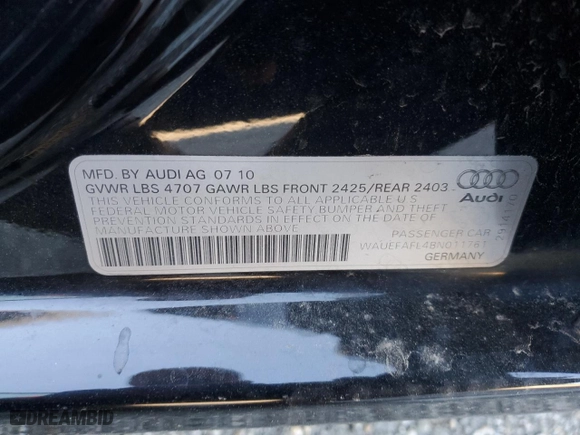 MFD. BY AUDI AG 07 10
GVWR LBS 4707 GAWR LBS FRONT 2425/REAR 2403
THIS VEHICLE CONFORMS TO ALL APPLICABLE U S
FEDERAL MOTOR VEHICLE SAFETY BUMPER AND THEFT
PREVENTION STANDARDS IN EFFECT ON THE DATE OF
MANUFACTURE SHOWN ABOVE
Audi
PASSENGER CAR
WAUEFAFL4BN011761
GERMANY
DREAMBID